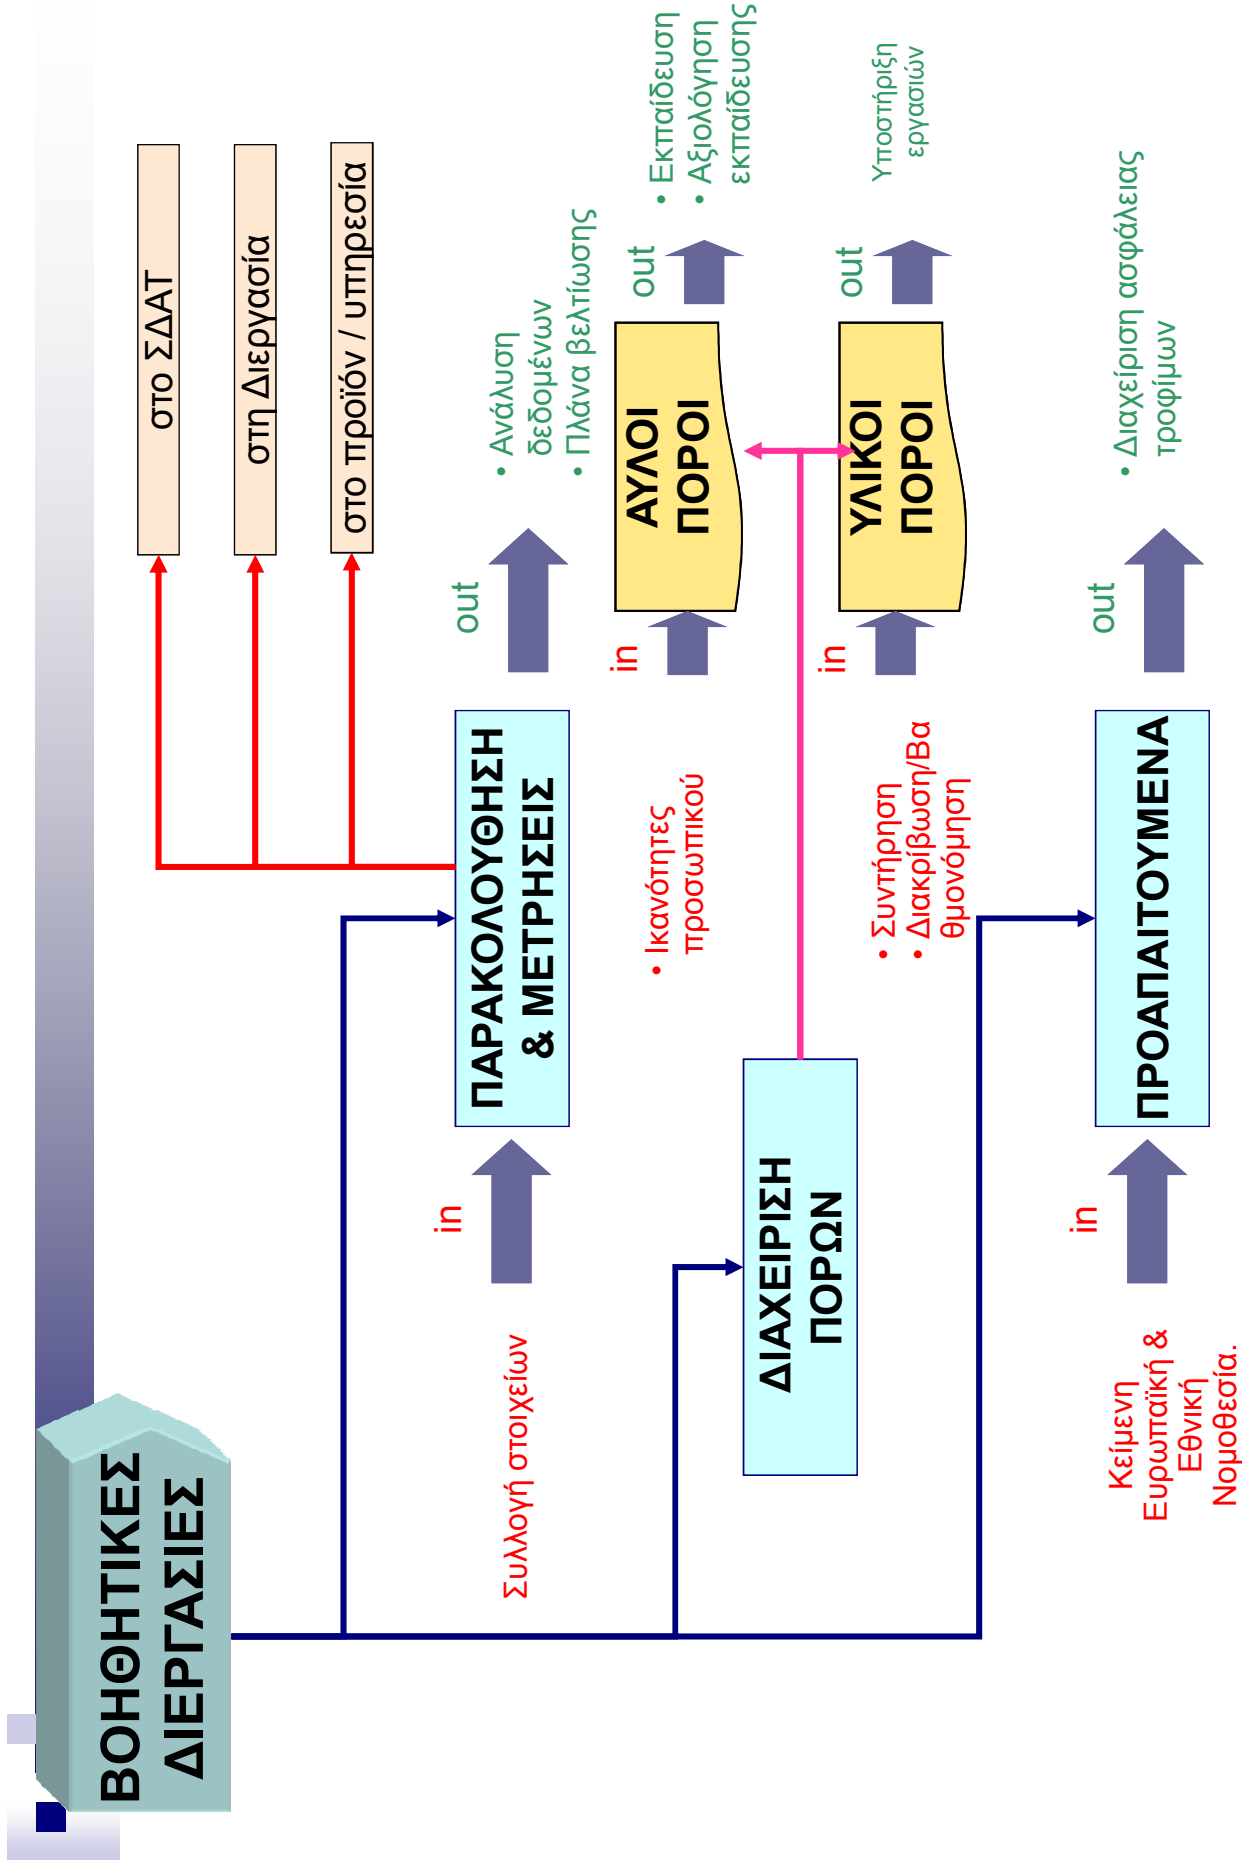 ΒΟΗΘΗΤΙΚΕΣ
ΔΙΕΡΓΑΣΙΕΣ
στο ΣΔΑΤ
στη Διεργασία
στο προϊόν / υπηρεσία
Συλλογή στοιχείων
in
ΠΑΡΑΚΟΛΟΥΘΗΣΗ
& ΜΕΤΡΗΣΕΙΣ
out
• Ανάλυση
δεδομένων
• Πλάνα βελτίωσης
ΔΙΑΧΕΙΡΙΣΗ
ΠΟΡΩΝ
• Ικανότητες
προσωπικού
in
ΑΥΛΟΙ
ΠΟΡΟΙ
out
• Εκπαίδευση
• Αξιολόγηση
εκπαίδευσης
• Συντήρηση
• Διακρίβωση/Βα
θμονόμηση
in
ΥΛΙΚΟΙ
ΠΟΡΟΙ
out
Υποστήριξη
εργασιών
Κείμενη
Ευρωπαϊκή &
Εθνική
Νομοθεσία.
in
ΠΡΟΑΠΑΙΤΟΥΜΕΝΑ
out
• Διαχείριση ασφάλειας
τροφίμων